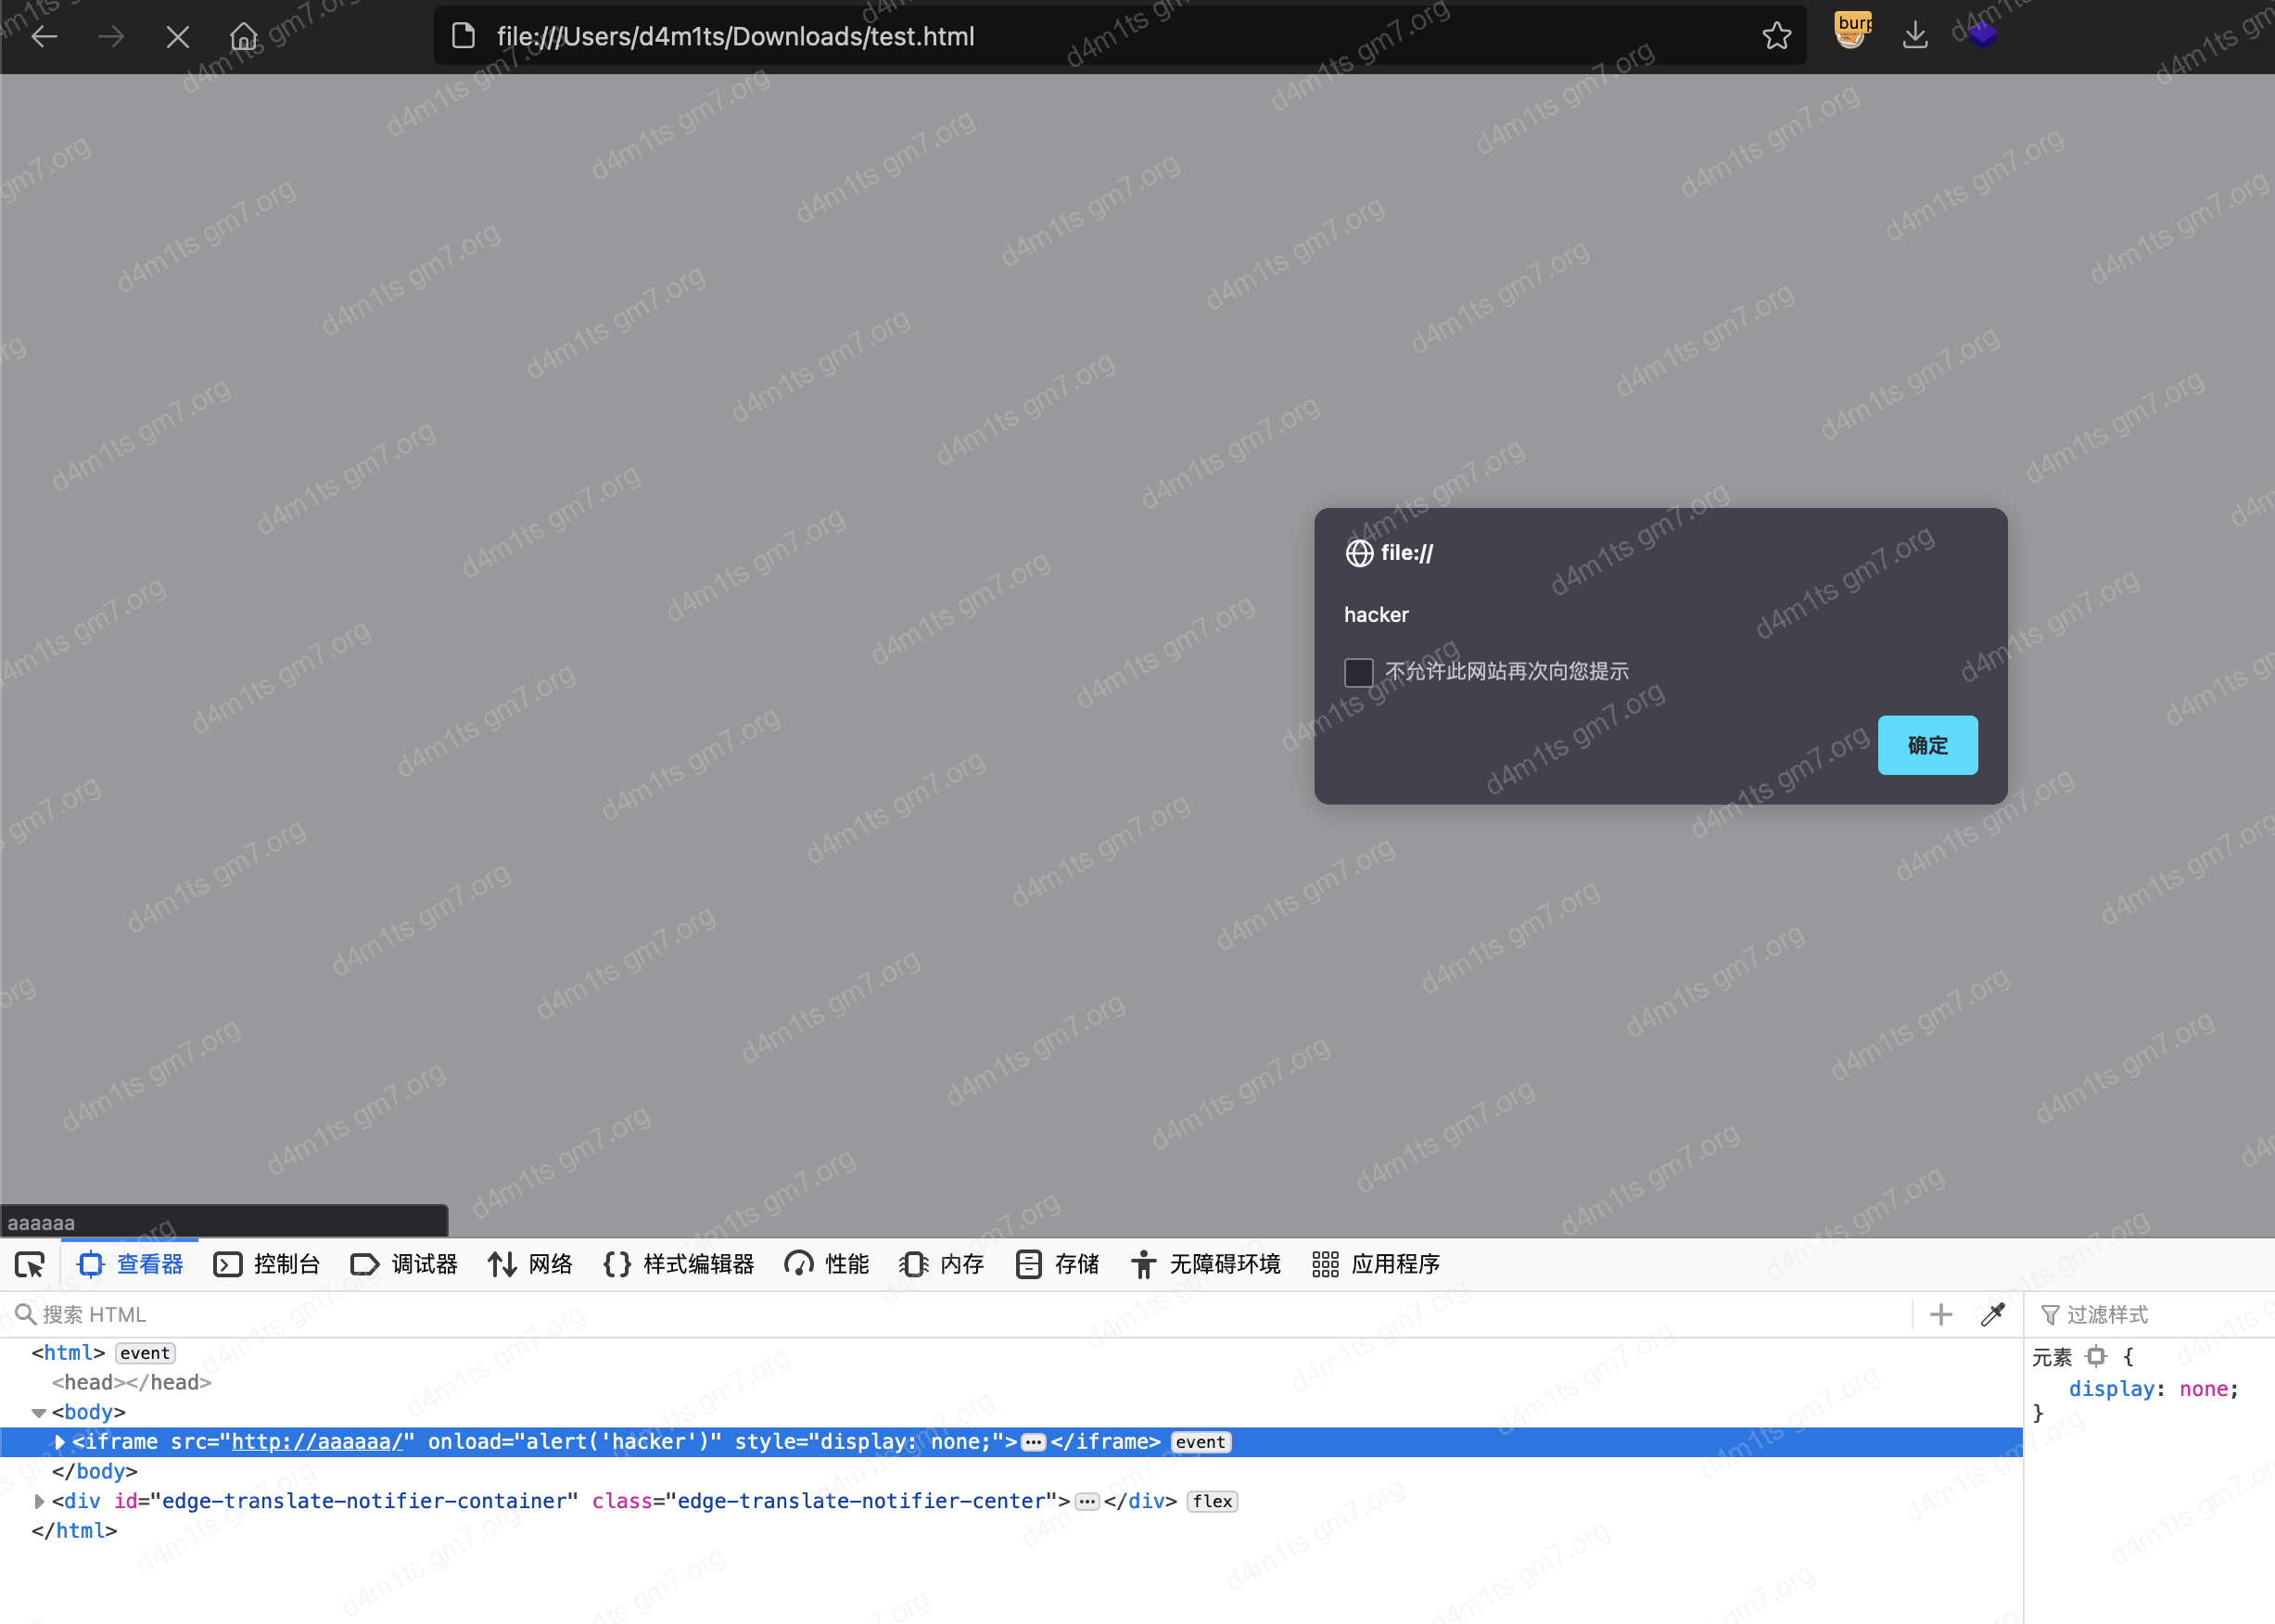 file:///Users/d4m1ts/Downloads/test.html
burp
d4m1ts gm7.org
file://
hacker
不允许此网站再次向您提示
确定
aaaaaa
查看器 控制台 调试器 网络 样式编辑器 性能 内存 存储 无障碍环境 应用程序
搜索 HTML
过滤样式
<html> event
<head></head>
<body>
<iframe src="http://aaaaaa/" onload="alert('hacker')" style="display: none;">…</iframe> event
</body>
<div id="edge-translate-notifier-container" class="edge-translate-notifier-center">…</div> flex
</html>
元素 {
display: none;
}